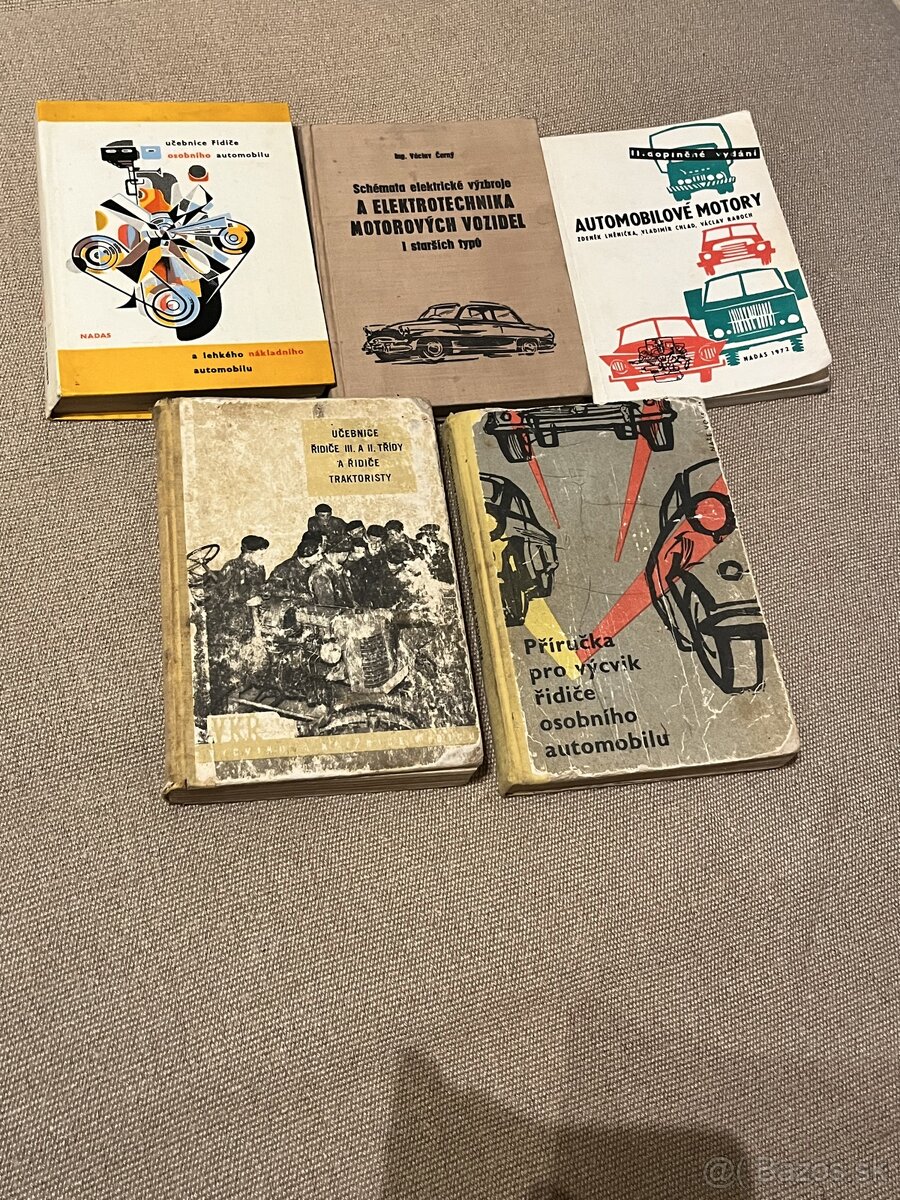 učebnice řidiče
osobního automobilu
NADAS
a lehkého nákladního
automobilu
Ing. Václav Černý
Schémata elektrické výzbroje
A ELEKTROTECHNIKA
MOTOROVÝCH VOZIDEL
i starších typů
II. doplněné vydání
AUTOMOBILOVÉ MOTORY
ZDENĚK LNĚNIČKA, VLADIMÍR CHLAD, VÁCLAV RABOCH
NADAS 1972
UČEBNICE
ŘIDIČE III. A II. TŘÍDY
A ŘIDIČE
TRAKTORISTY
VKR
Příručka
pro výcvik
řidiče
osobního
automobilu
Bazos.sk